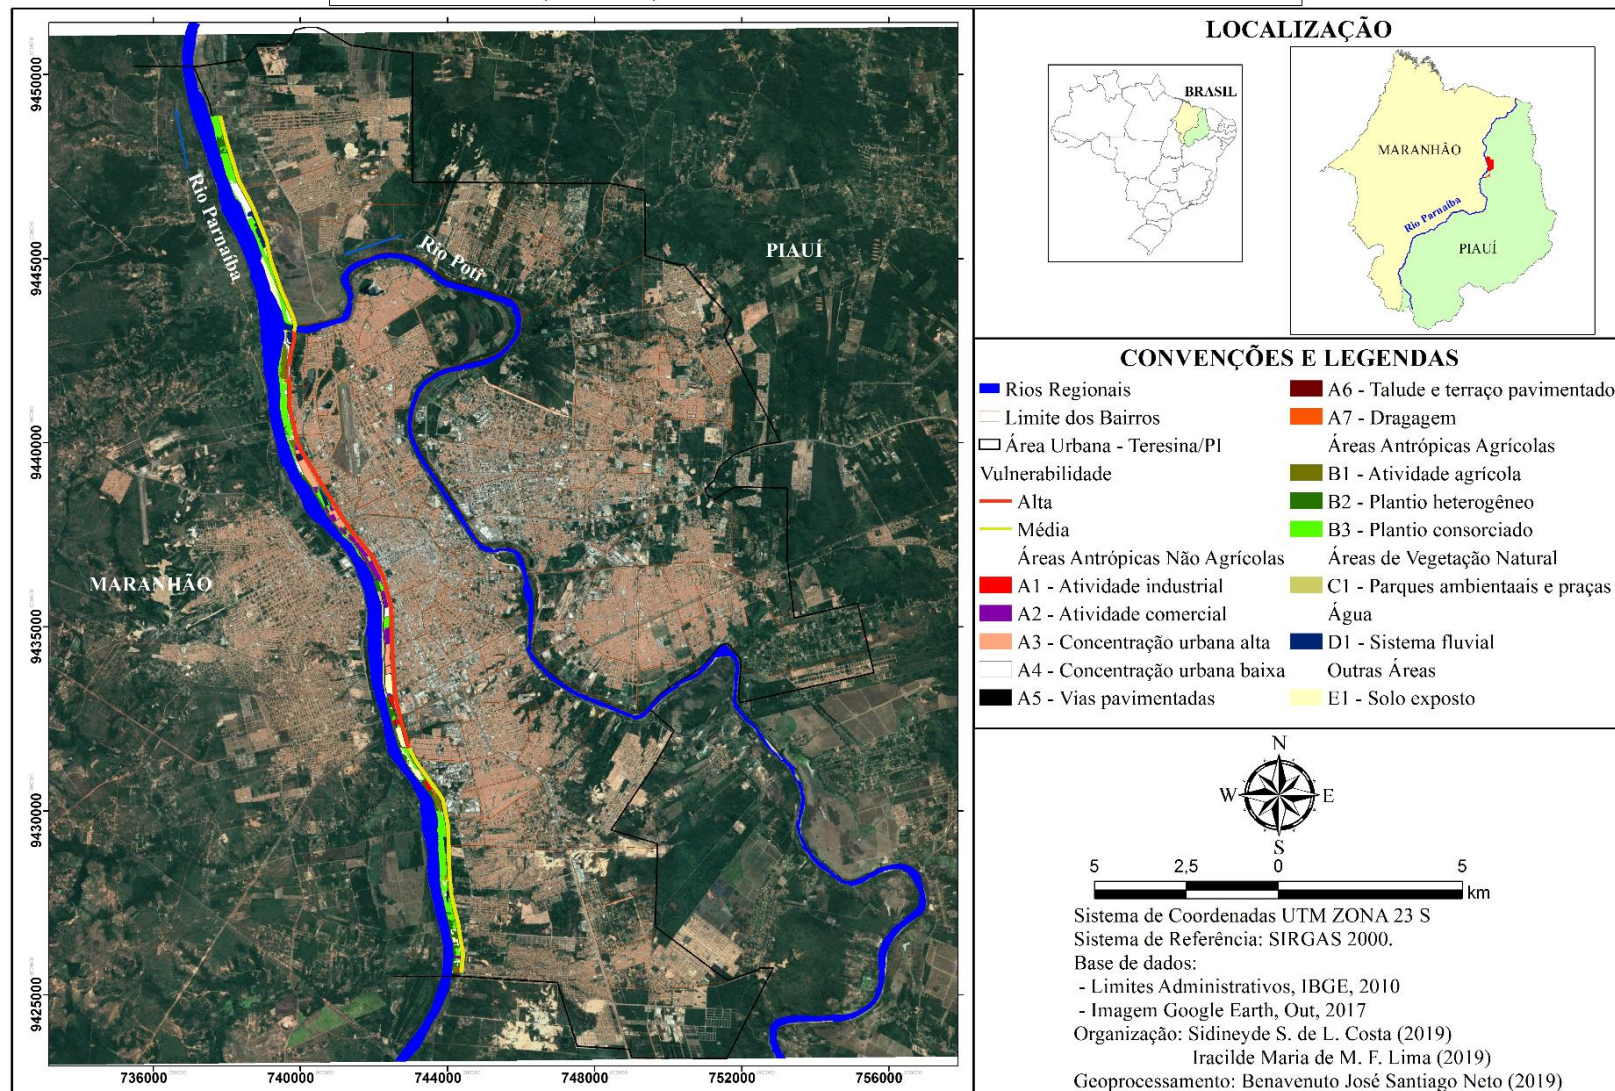 LOCALIZAÇÃO
BRASIL
MARANHÃO
Rio Parnaíba
PIAUÍ
9450000
9445000
9440000
9435000
9430000
9425000
Rio Parnaíba
Rio Poti
PIAUÍ
MARANHÃO
736000
740000
744000
748000
752000
756000
CONVENÇÕES E LEGENDAS
Rios Regionais
Limite dos Bairros
Área Urbana - Teresina/PI
Vulnerabilidade
Alta
Média
Áreas Antrópicas Não Agrícolas
A1 - Atividade industrial
A2 - Atividade comercial
A3 - Concentração urbana alta
A4 - Concentração urbana baixa
A5 - Vias pavimentadas
A6 - Talude e terraço pavimentado
A7 - Dragagem
Áreas Antrópicas Agrícolas
B1 - Atividade agrícola
B2 - Plantio heterogêneo
B3 - Plantio consorciado
Áreas de Vegetação Natural
C1 - Parques ambientaais e praças
Água
D1 - Sistema fluvial
Outras Áreas
E1 - Solo exposto
N
W
E
S
5
2,5
0
5
km
Sistema de Coordenadas UTM ZONA 23 S
Sistema de Referência: SIRGAS 2000.
Base de dados:
- Limites Administrativos, IBGE, 2010
- Imagem Google Earth, Out, 2017
Organização: Sidineyde S. de L. Costa (2019)
Iracilde Maria de M. F. Lima (2019)
Geoprocessamento: Benavenuto José Santiago Neto (2019)